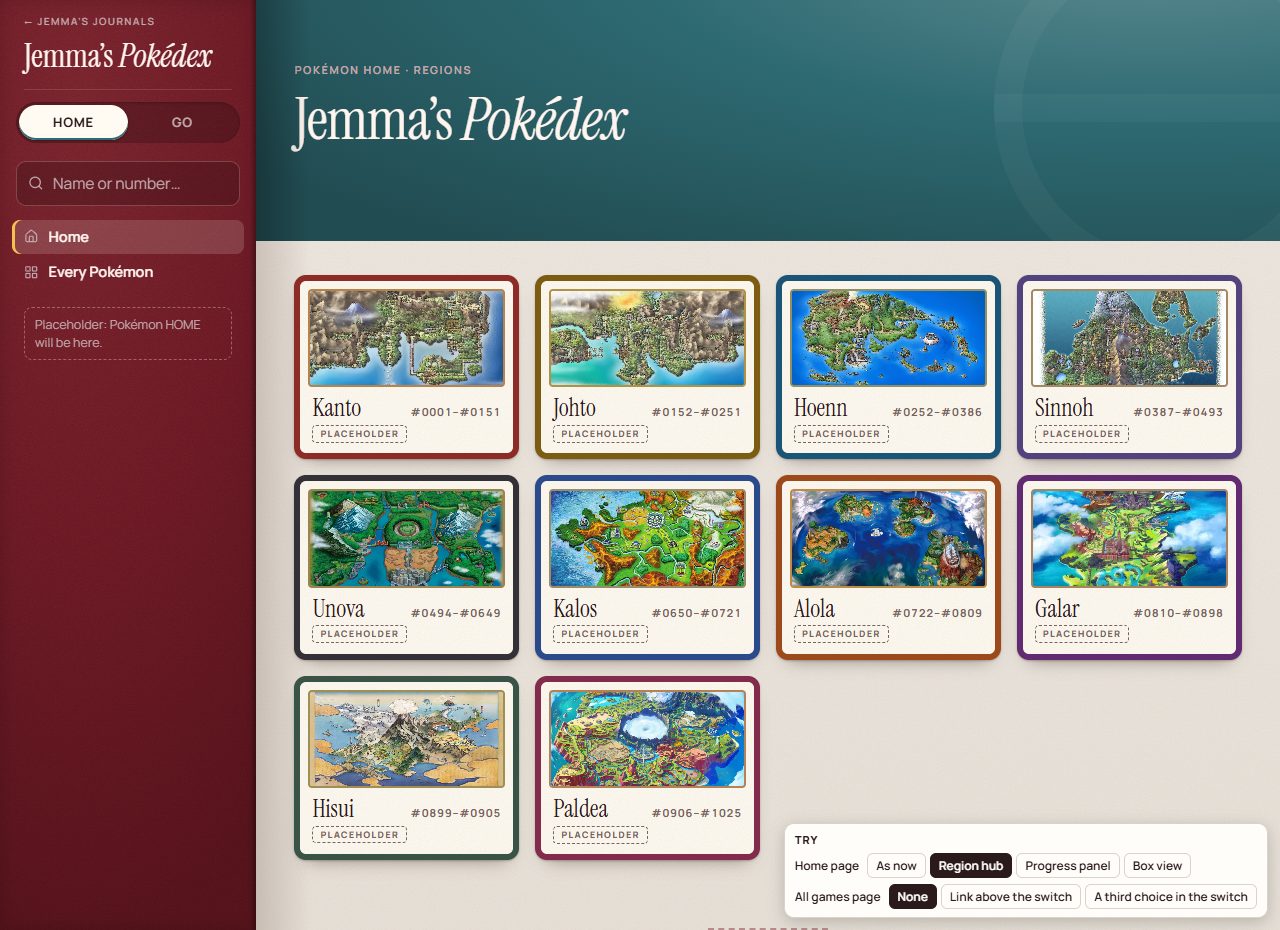 ← JEMMA'S JOURNALS
Jemma's Pokédex
HOME GO
Name or number...
Home
Every Pokémon
Placeholder: Pokémon HOME
will be here.
POKÉMON HOME · REGIONS
Jemma's Pokédex
Kanto #0001–#0151
PLACEHOLDER
Johto #0152–#0251
PLACEHOLDER
Hoenn #0252–#0386
PLACEHOLDER
Sinnoh #0387–#0493
PLACEHOLDER
Unova #0494–#0649
PLACEHOLDER
Kalos #0650–#0721
PLACEHOLDER
Alola #0722–#0809
PLACEHOLDER
Galar #0810–#0898
PLACEHOLDER
Hisui #0899–#0905
PLACEHOLDER
Paldea #0906–#1025
PLACEHOLDER
TRY
Home page As now Region hub Progress panel Box view
All games page None Link above the switch A third choice in the switch